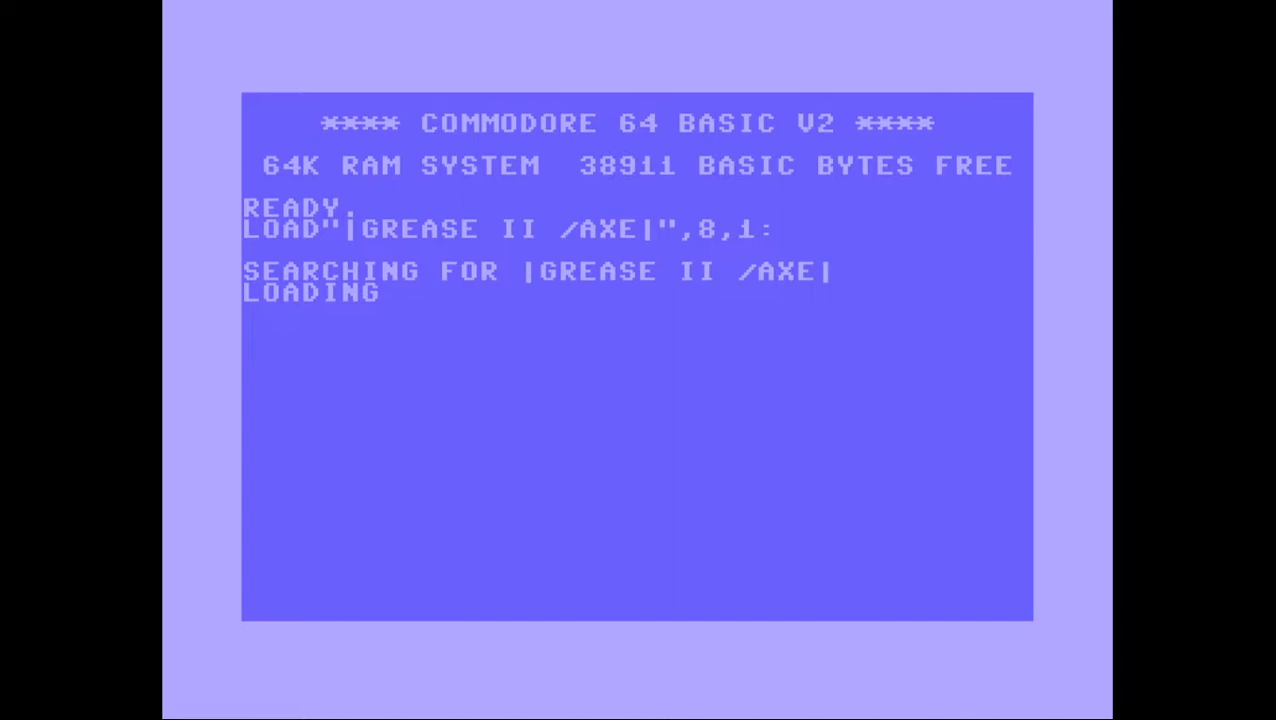 **** COMMODORE 64 BASIC V2 ****
64K RAM SYSTEM  38911 BASIC BYTES FREE
READY.
LOAD"|GREASE II /AXE|",8,1:
SEARCHING FOR |GREASE II /AXE|
LOADING